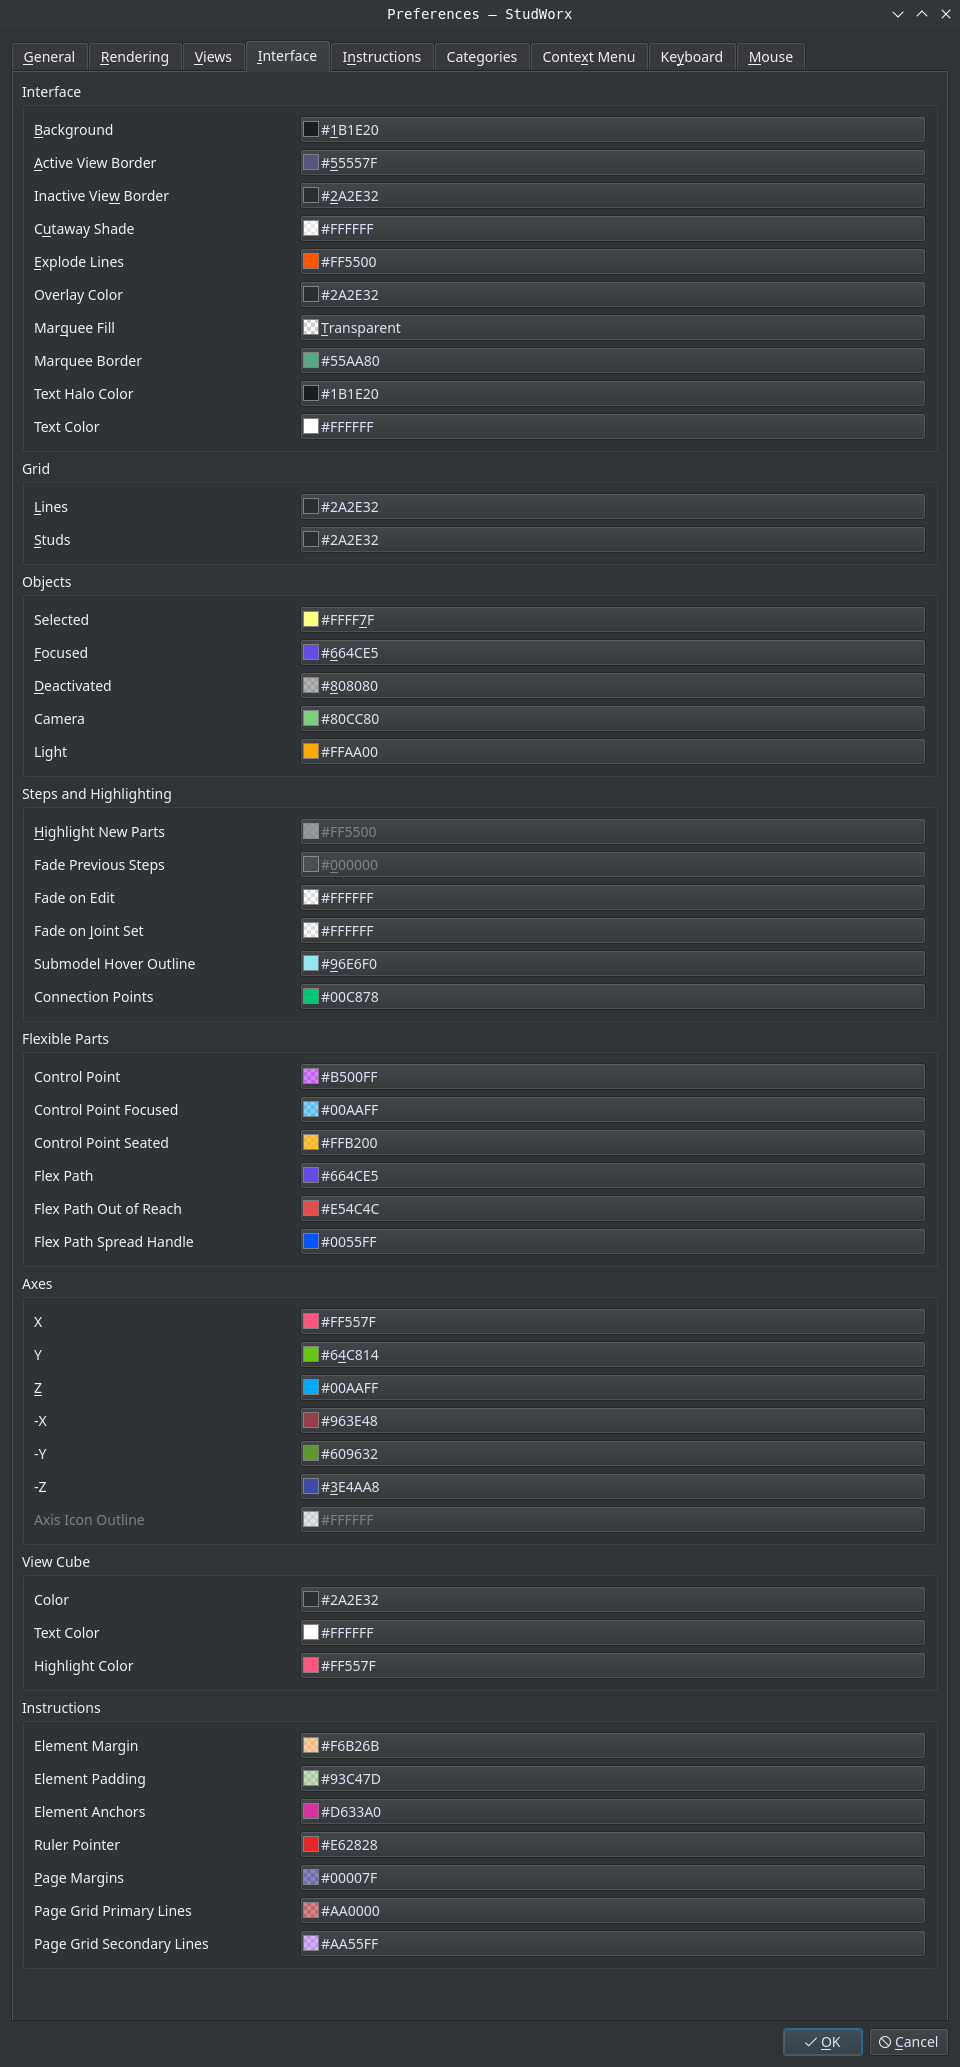 Preferences — StudWorx
General Rendering Views Interface Instructions Categories Context Menu Keyboard Mouse
Interface
Background #1B1E20
Active View Border #55557F
Inactive View Border #2A2E32
Cutaway Shade #FFFFFF
Explode Lines #FF5500
Overlay Color #2A2E32
Marquee Fill Transparent
Marquee Border #55AA80
Text Halo Color #1B1E20
Text Color #FFFFFF
Grid
Lines #2A2E32
Studs #2A2E32
Objects
Selected #FFFF7F
Focused #664CE5
Deactivated #808080
Camera #80CC80
Light #FFAA00
Steps and Highlighting
Highlight New Parts #FF5500
Fade Previous Steps #000000
Fade on Edit #FFFFFF
Fade on Joint Set #FFFFFF
Submodel Hover Outline #96E6F0
Connection Points #00C878
Flexible Parts
Control Point #B500FF
Control Point Focused #00AAFF
Control Point Seated #FFB200
Flex Path #664CE5
Flex Path Out of Reach #E54C4C
Flex Path Spread Handle #0055FF
Axes
X #FF557F
Y #64C814
Z #00AAFF
-X #963E48
-Y #609632
-Z #3E4AA8
Axis Icon Outline #FFFFFF
View Cube
Color #2A2E32
Text Color #FFFFFF
Highlight Color #FF557F
Instructions
Element Margin #F6B26B
Element Padding #93C47D
Element Anchors #D633A0
Ruler Pointer #E62828
Page Margins #00007F
Page Grid Primary Lines #AA0000
Page Grid Secondary Lines #AA55FF
OK Cancel